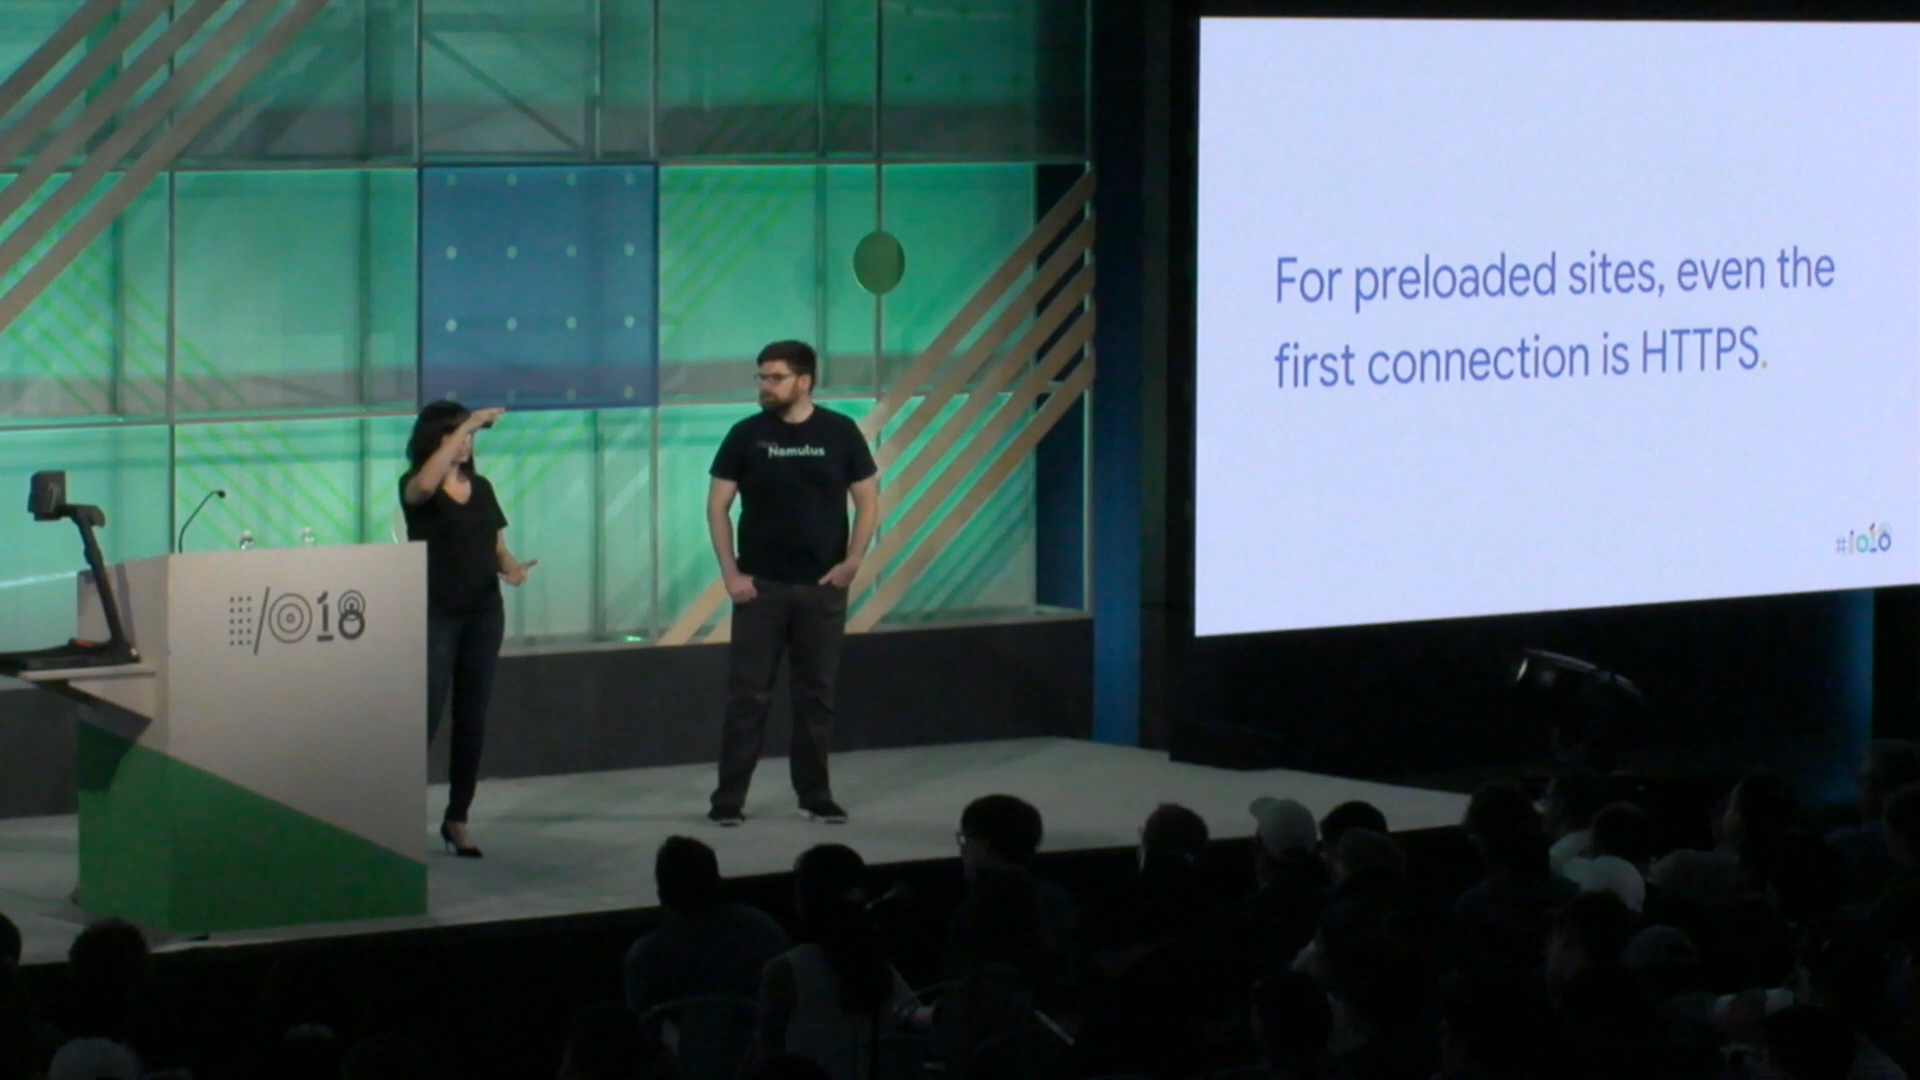 For preloaded sites, even the
first connection is HTTPS.
#io18
Nomulus
I/O18